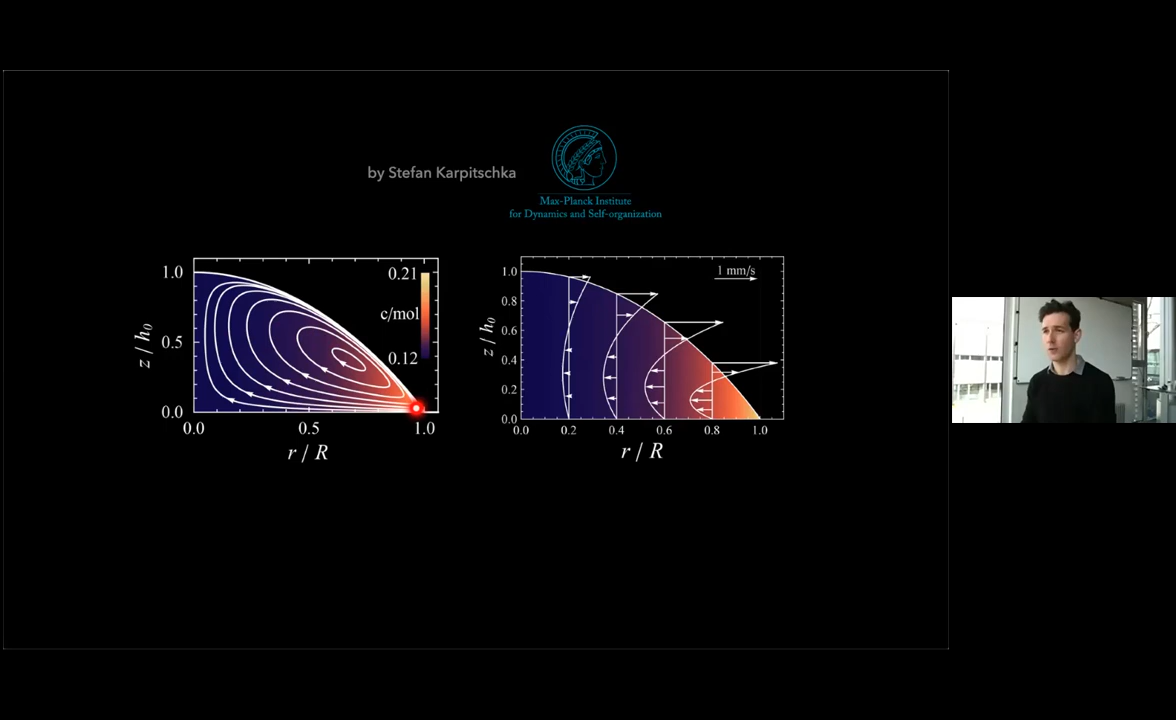 by Stefan Karpitschka
Max-Planck Institute
for Dynamics and Self-organization
1.0
0.5
0.0
z / h₀
0.21
c/mol
0.12
0.0
0.5
1.0
r / R
1.0
0.8
0.6
0.4
0.2
0.0
z / h₀
1 mm/s
0.0
0.2
0.4
0.6
0.8
1.0
r / R